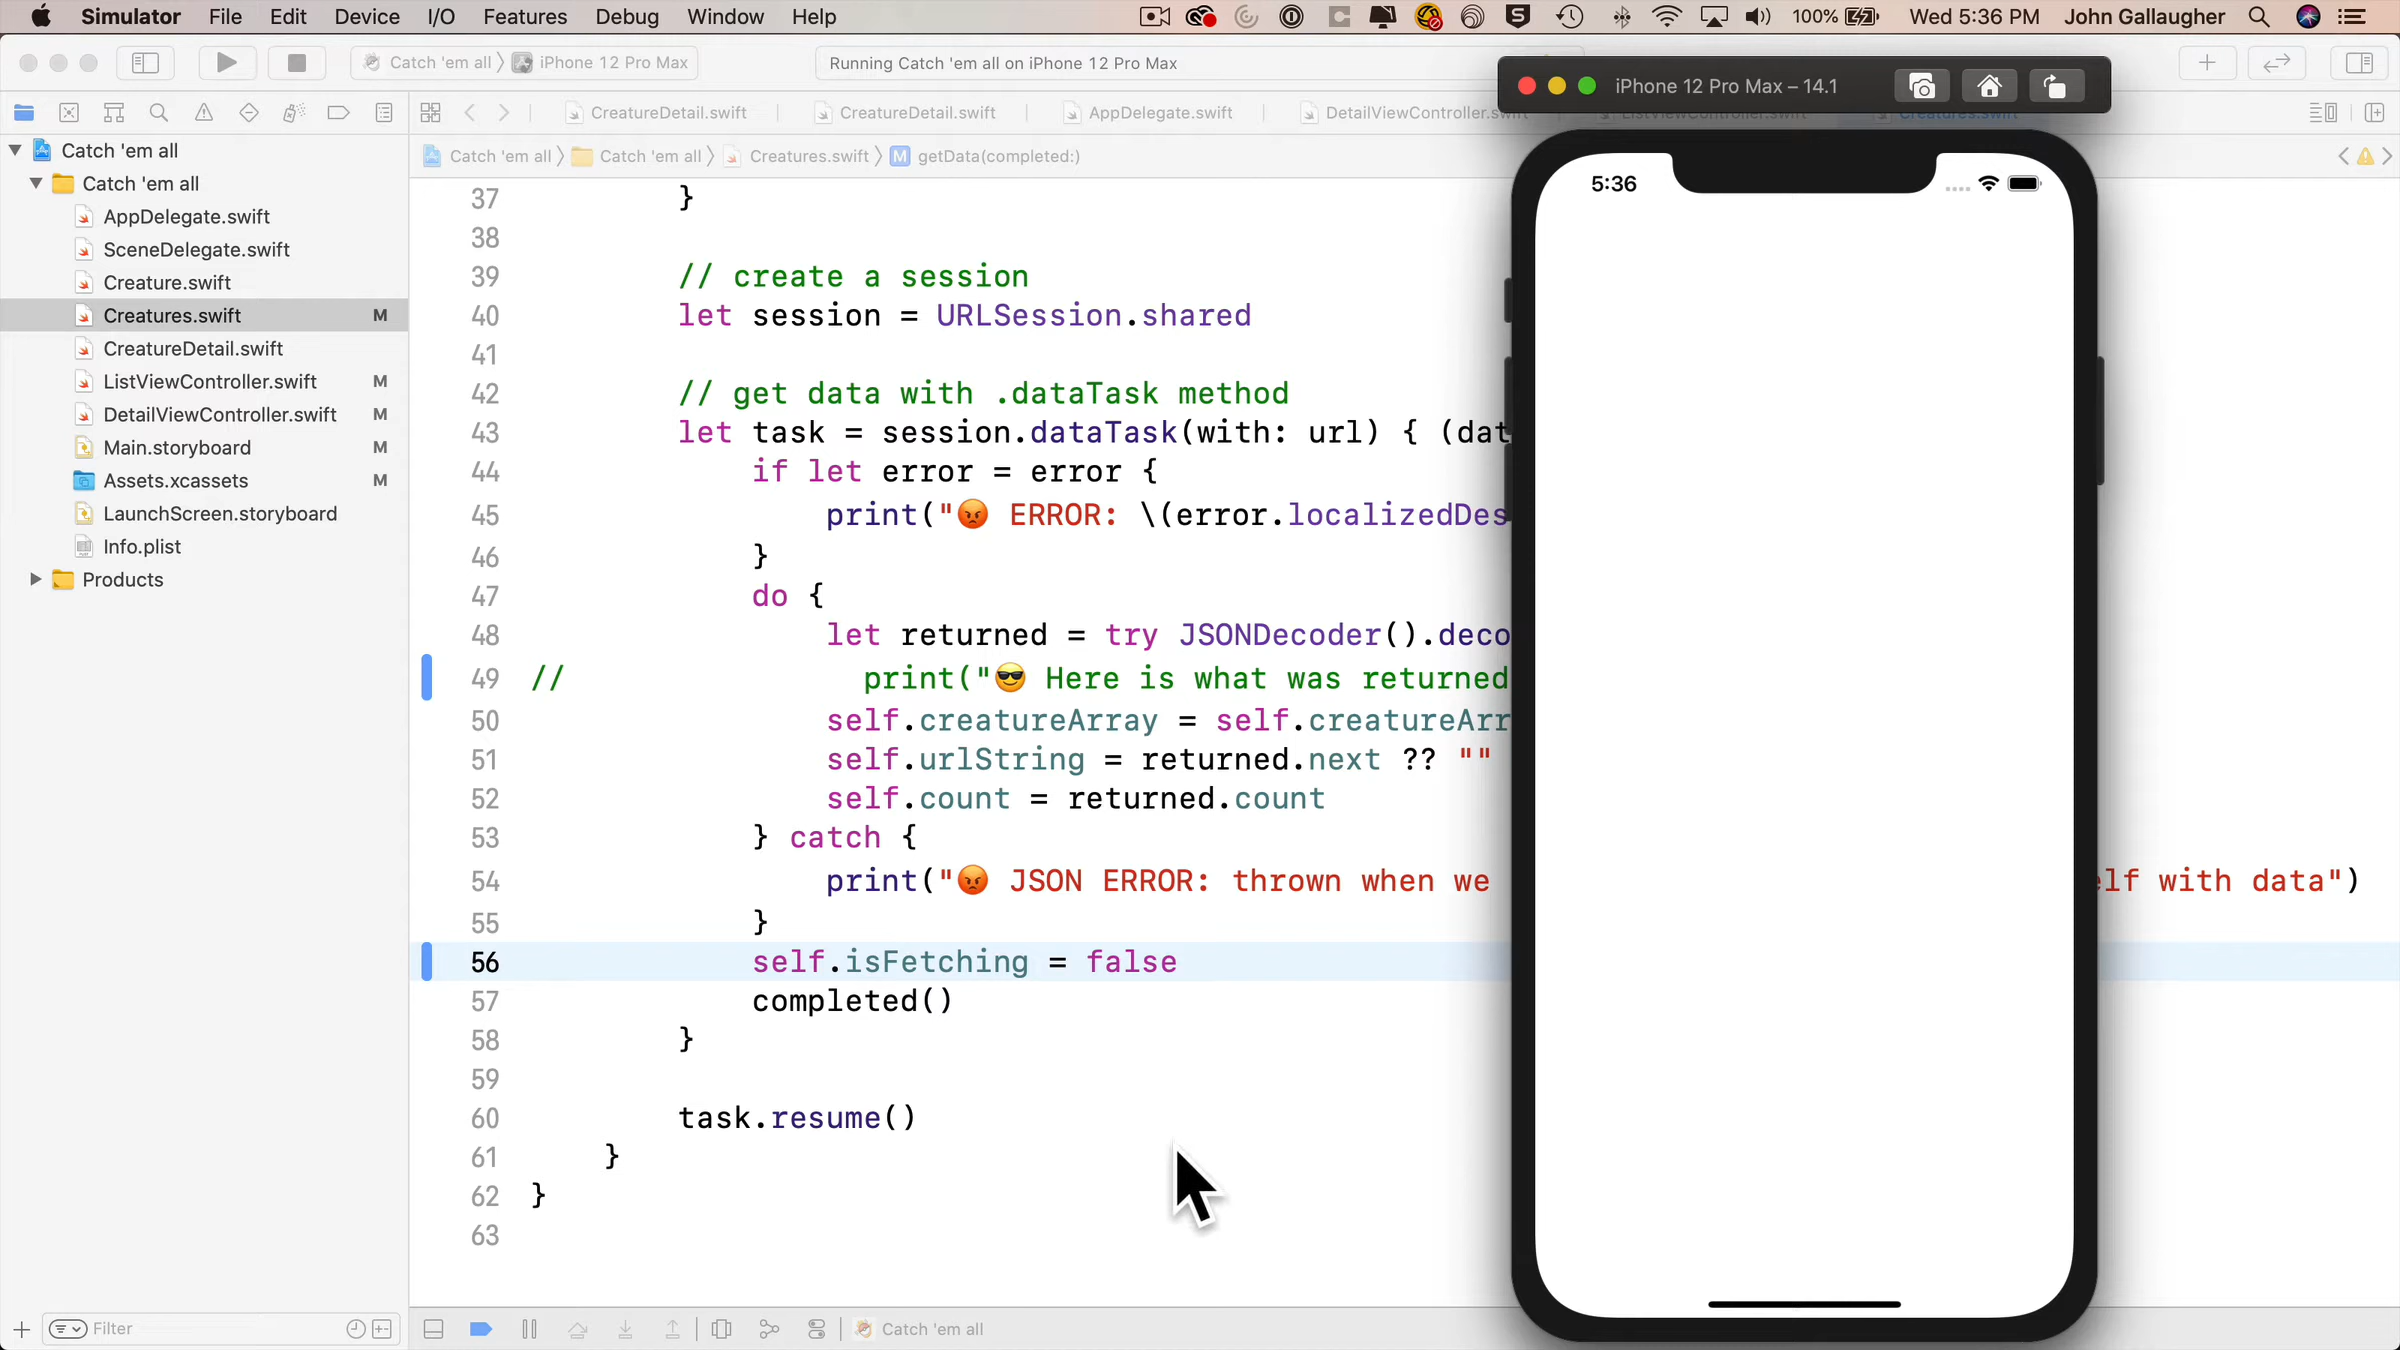 Simulator File Edit Device I/O Features Debug Window Help 100% Wed 5:36 PM John Gallaugher
Catch 'em all iPhone 12 Pro Max Running Catch 'em all on iPhone 12 Pro Max
iPhone 12 Pro Max – 14.1
CreatureDetail.swift CreatureDetail.swift AppDelegate.swift DetailViewController.swift ListViewController.swift Creatures.swift
Catch 'em all Catch 'em all Creatures.swift M getData(completed:)
Catch 'em all
Catch 'em all
AppDelegate.swift
SceneDelegate.swift
Creature.swift
Creatures.swift M
CreatureDetail.swift
ListViewController.swift M
DetailViewController.swift M
Main.storyboard M
Assets.xcassets M
LaunchScreen.storyboard
Info.plist
Products
Filter
37 }
38
39 // create a session
40 let session = URLSession.shared
41
42 // get data with .dataTask method
43 let task = session.dataTask(with: url) { (dat
44 if let error = error {
45 print("😡 ERROR: \(error.localizedDes
46 }
47 do {
48 let returned = try JSONDecoder().deco
49 // print("😎 Here is what was returned
50 self.creatureArray = self.creatureArr
51 self.urlString = returned.next ?? ""
52 self.count = returned.count
53 } catch {
54 print("😡 JSON ERROR: thrown when we elf with data")
55 }
56 self.isFetching = false
57 completed()
58 }
59
60 task.resume()
61 }
62 }
63
Catch 'em all
5:36